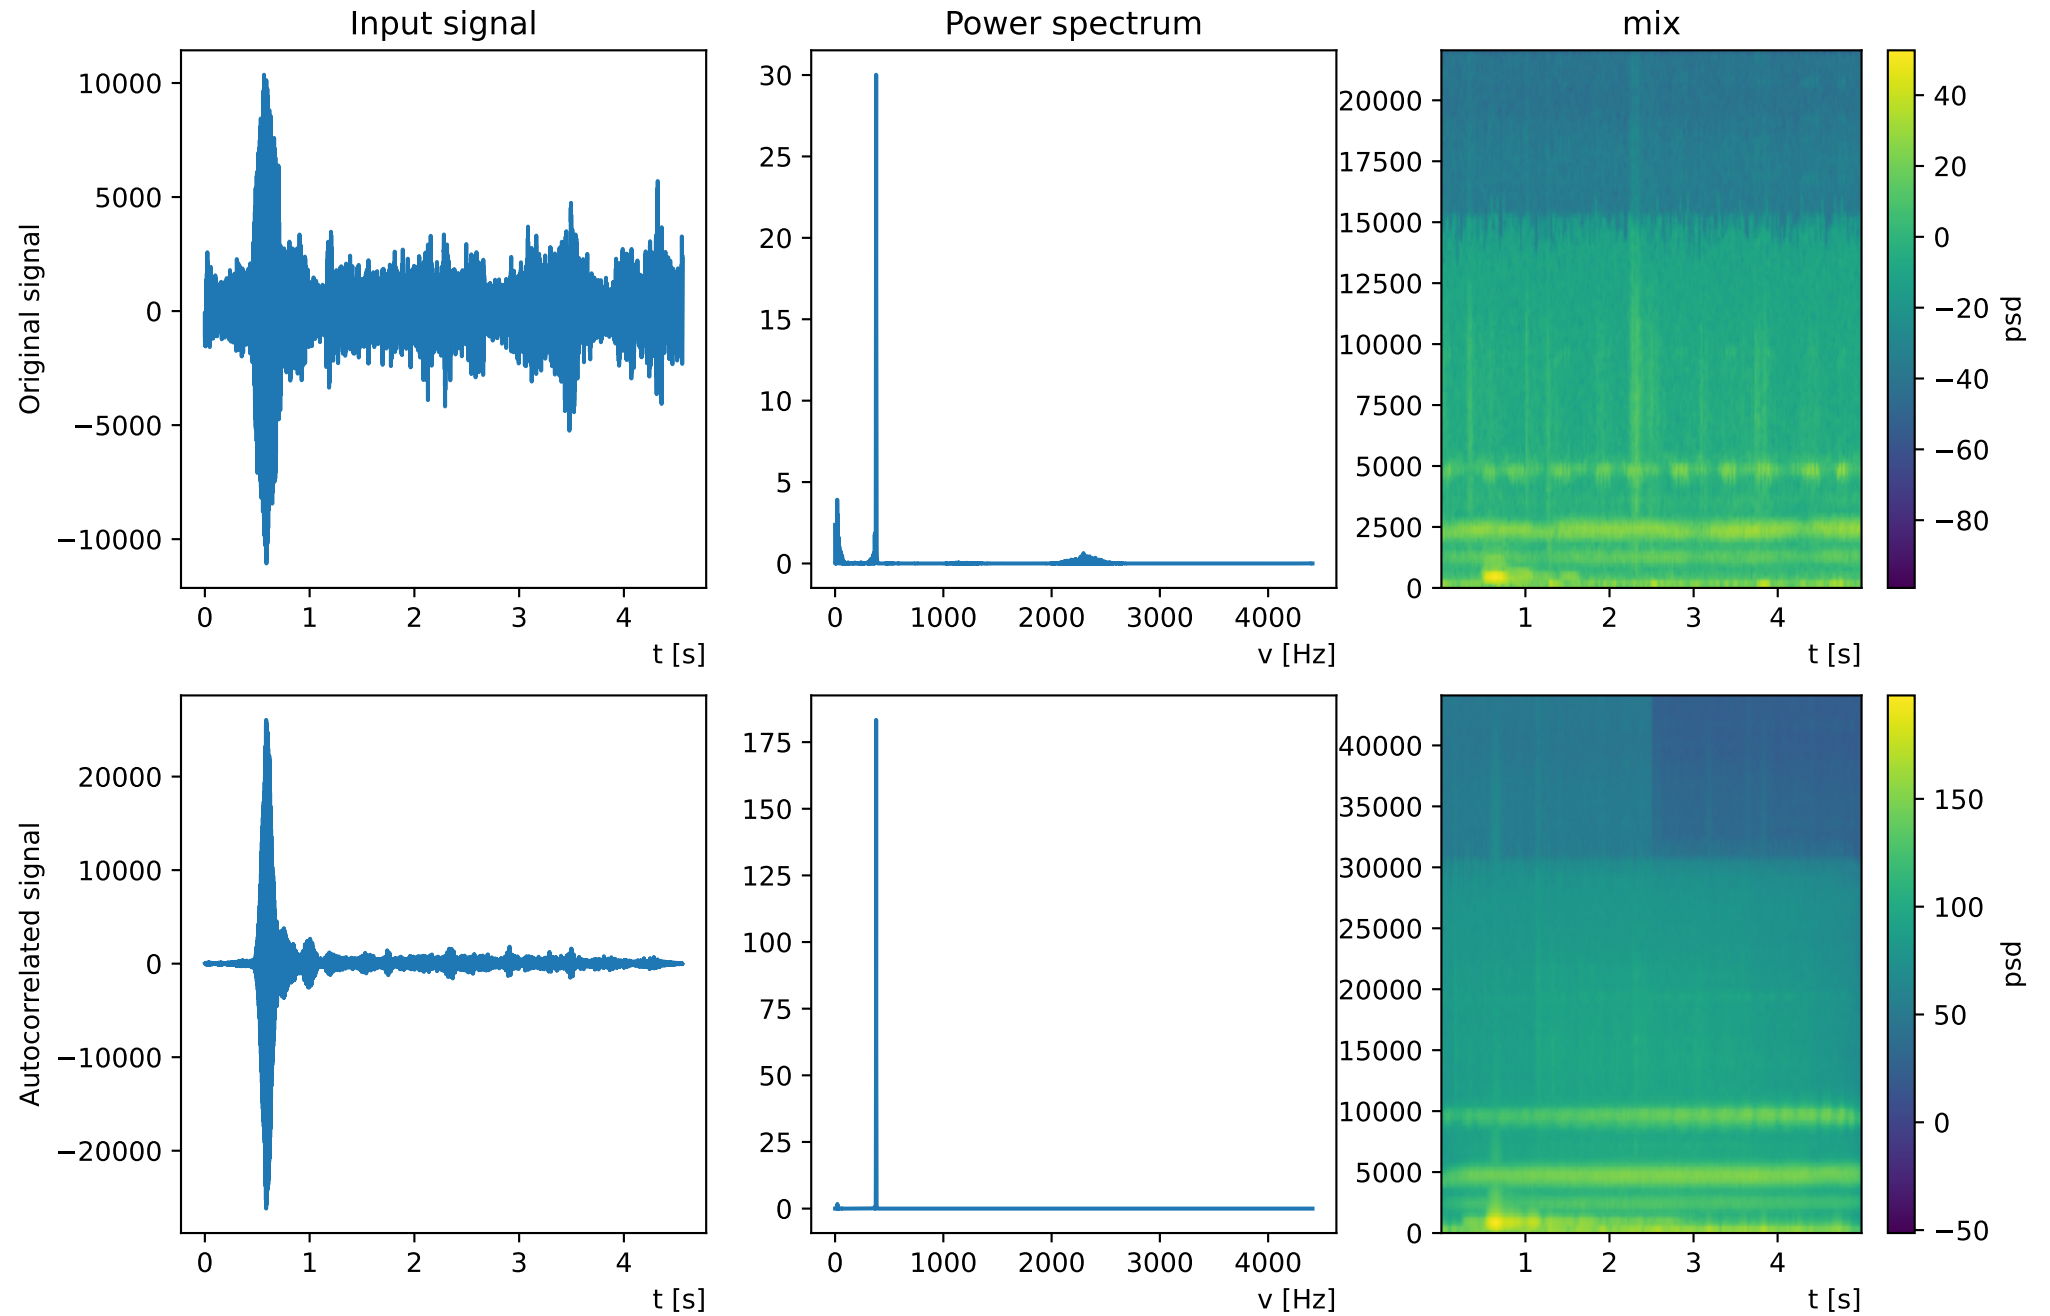 Input signal
Power spectrum
mix
Original signal
10000
5000
0
−5000
−10000
0 1 2 3 4
t [s]
30
25
20
15
10
5
0
0 1000 2000 3000 4000
v [Hz]
20000
17500
15000
12500
10000
7500
5000
2500
0
1 2 3 4
t [s]
40
20
0
−20
−40
−60
−80
psd
Autocorrelated signal
20000
10000
0
−10000
−20000
0 1 2 3 4
t [s]
175
150
125
100
75
50
25
0
0 1000 2000 3000 4000
v [Hz]
40000
35000
30000
25000
20000
15000
10000
5000
0
1 2 3 4
t [s]
150
100
50
0
−50
psd